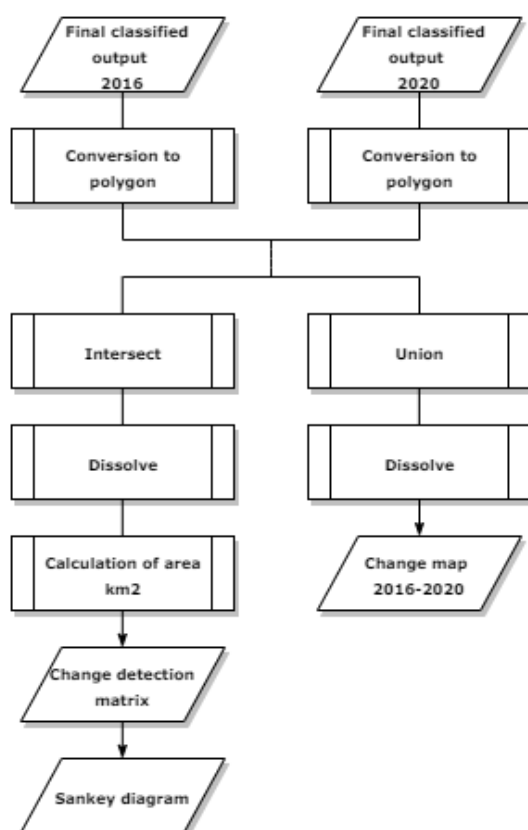 Final classified
output
2016
Final classified
output
2020
Conversion to
polygon
Conversion to
polygon
Intersect
Union
Dissolve
Dissolve
Calculation of area
km2
Change map
2016-2020
Change detection
matrix
Sankey diagram